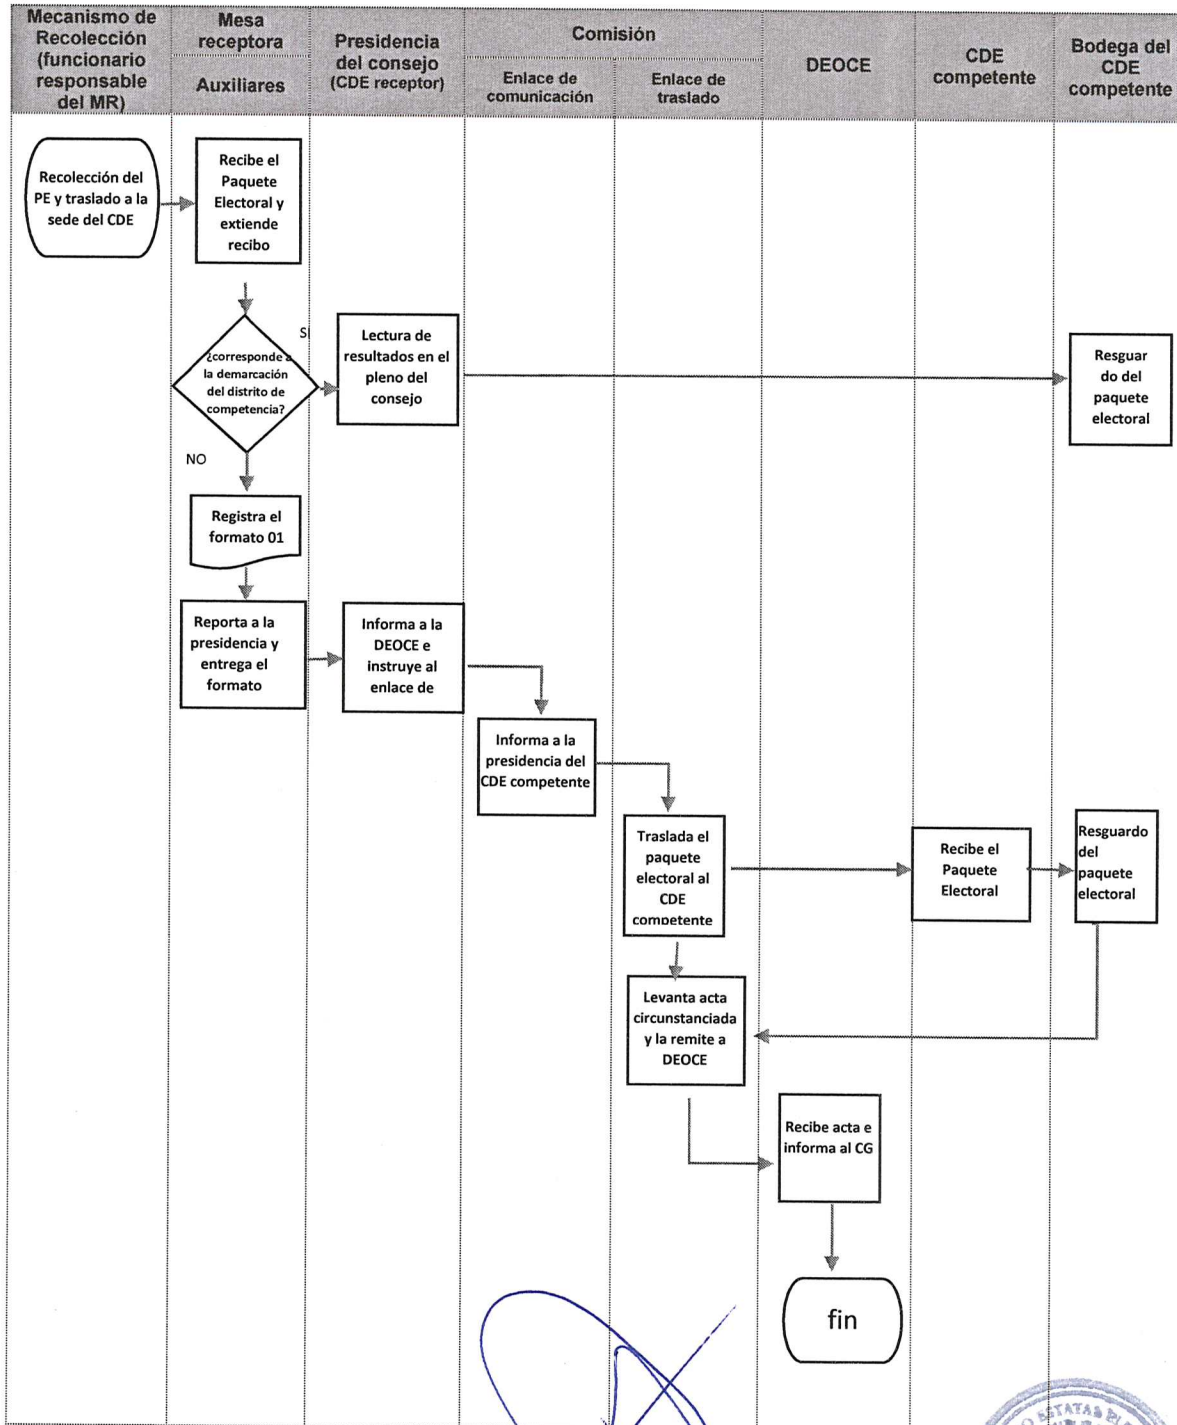 Mecanismo de
Recolección
(funcionario
responsable
del MR)
Mesa
receptora
Auxiliares
Presidencia
del consejo
(CDE receptor)
Comisión
Enlace de
comunicación
Enlace de
traslado
DEOCE
CDE
competente
Bodega del
CDE
competente
Recolección del
PE y traslado a la
sede del CDE
Recibe el
Paquete
Electoral y
extiende
recibo
¿corresponde a
la demarcación
del distrito de
competencia?
SI
NO
Lectura de
resultados en el
pleno del
consejo
Resguar
do del
paquete
electoral
Registra el
formato 01
Reporta a la
presidencia y
entrega el
formato
Informa a la
DEOCE e
instruye al
enlace de
Informa a la
presidencia del
CDE competente
Traslada el
paquete
electoral al
CDE
competente
Recibe el
Paquete
Electoral
Resguardo
del
paquete
electoral
Levanta acta
circunstanciada
y la remite a
DEOCE
Recibe acta e
informa al CG
fin